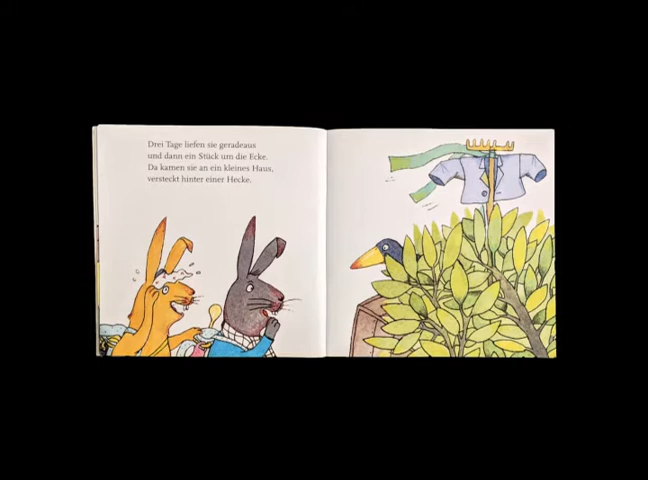 Drei Tage liefen sie geradeaus
und dann ein Stück um die Ecke.
Da kamen sie an ein kleines Haus,
versteckt hinter einer Hecke.